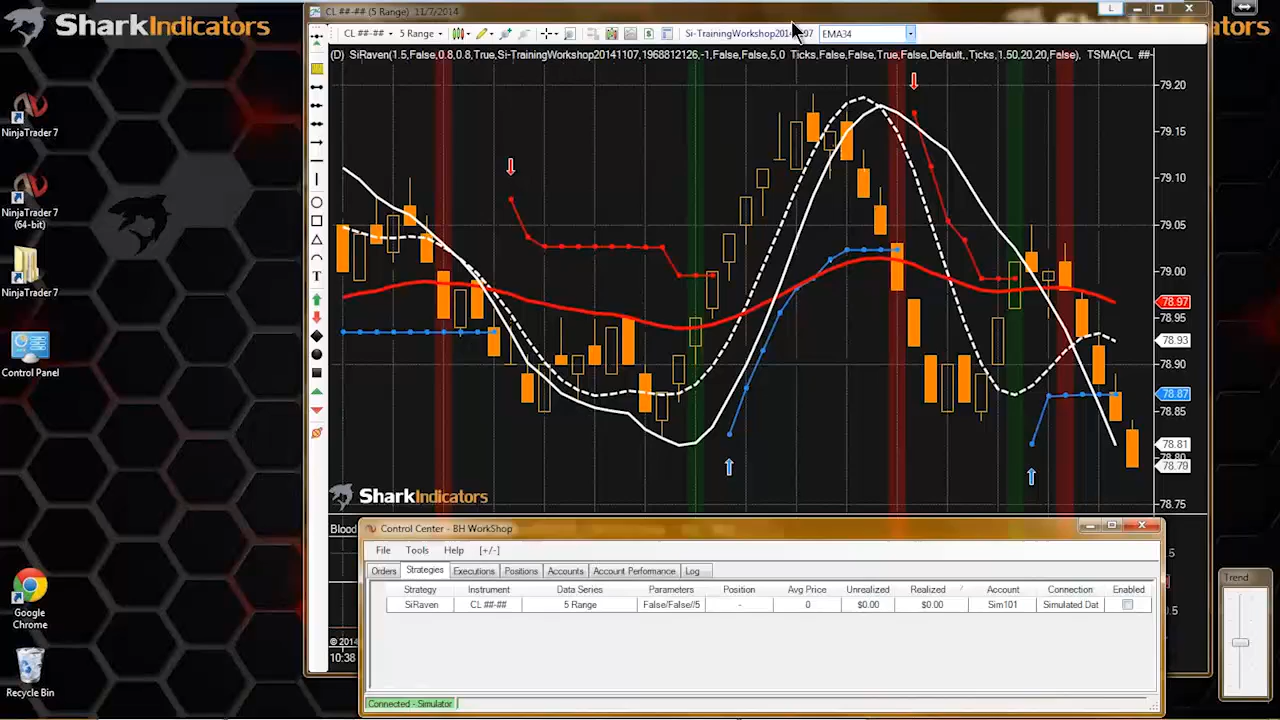 SharkIndicators
CL ##-## (5 Range) 11/7/2014
L
CL ##-##
5 Range
Si-TrainingWorkshop2014
07
EMA34
(D) SiRaven(1.5,False,0.8,0.8,True,Si-TrainingWorkshop20141107,1968812126,-1,False,False,5,0 Ticks,False,False,True,False,Default,,Ticks,1.50,20,20,False), TSMA(CL ##-
T
79.20
79.15
79.10
79.05
79.00
78.97
78.95
78.93
78.90
78.87
78.85
78.81
78.80
78.79
78.75
SharkIndicators
NinjaTrader 7
NinjaTrader 7
(64-bit)
NinjaTrader 7
Control Panel
Google
Chrome
Recycle Bin
Blood
© 2014
10:38
Control Center - BH WorkShop
File Tools Help [+/-]
Orders Strategies Executions Positions Accounts Account Performance Log
Strategy Instrument Data Series Parameters Position Avg Price Unrealized Realized Account Connection Enabled
SiRaven CL ##-## 5 Range False/False//5 - 0 $0.00 $0.00 Sim101 Simulated Dat
Connected - Simulator
Trend